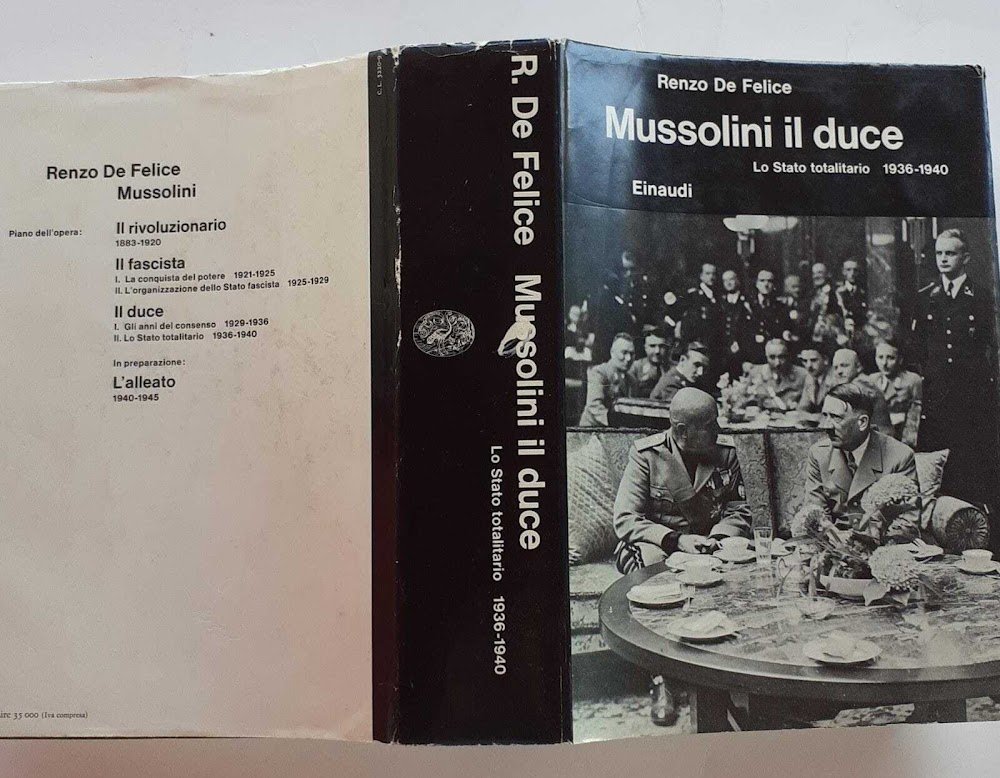 Renzo De Felice
Mussolini
Piano dell'opera:
Il rivoluzionario
1883-1920
Il fascista
I. La conquista del potere 1921-1925
II. L'organizzazione dello Stato fascista 1925-1929
Il duce
I. Gli anni del consenso 1929-1936
II. Lo Stato totalitario 1936-1940
In preparazione:
L'alleato
1940-1945
35 000 (Iva compresa)
R. De Felice Mussolini il duce
Lo Stato totalitario 1936-1940
Renzo De Felice
Mussolini il duce
Lo Stato totalitario 1936-1940
Einaudi